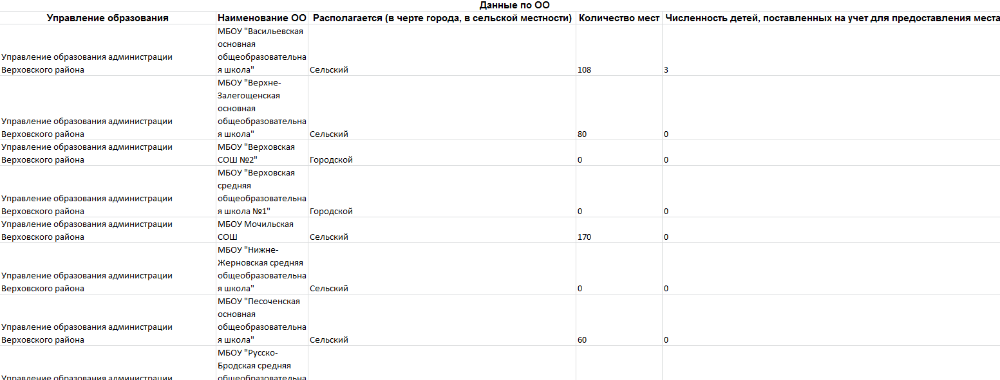 Данные по ОО
Управление образования Наименование ОО Располагается (в черте города, в сельской местности) Количество мест Численность детей, поставленных на учет для предоставления места
МБОУ "Васильевская
основная
Управление образования администрации общеобразовательна
Верховского района я школа" Сельский 108 3
МБОУ "Верхне-
Залегощенская
основная
Управление образования администрации общеобразовательна
Верховского района я школа" Сельский 80 0
Управление образования администрации МБОУ "Верховская
Верховского района СОШ №2" Городской 0 0
МБОУ "Верховская
средняя
Управление образования администрации общеобразовательна
Верховского района я школа №1" Городской 0 0
Управление образования администрации МБОУ Мочильская
Верховского района СОШ Сельский 170 0
МБОУ "Нижне-
Жерновская средняя
Управление образования администрации общеобразовательна
Верховского района я школа" Сельский 0 0
МБОУ "Песоченская
основная
Управление образования администрации общеобразовательна
Верховского района я школа" Сельский 60 0
МБОУ "Русско-
Бродская средняя
Управление образования администрации общеобразовательна